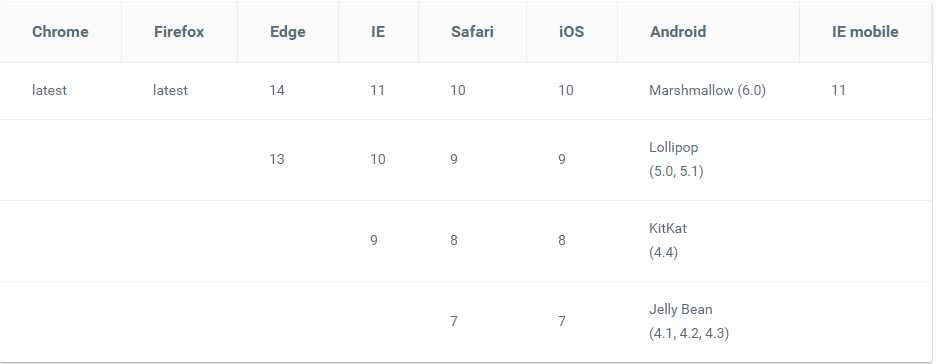 Chrome Firefox Edge IE Safari iOS Android IE mobile
latest latest 14 11 10 10 Marshmallow (6.0) 11
13 10 9 9 Lollipop
(5.0, 5.1)
9 8 8 KitKat
(4.4)
7 7 Jelly Bean
(4.1, 4.2, 4.3)